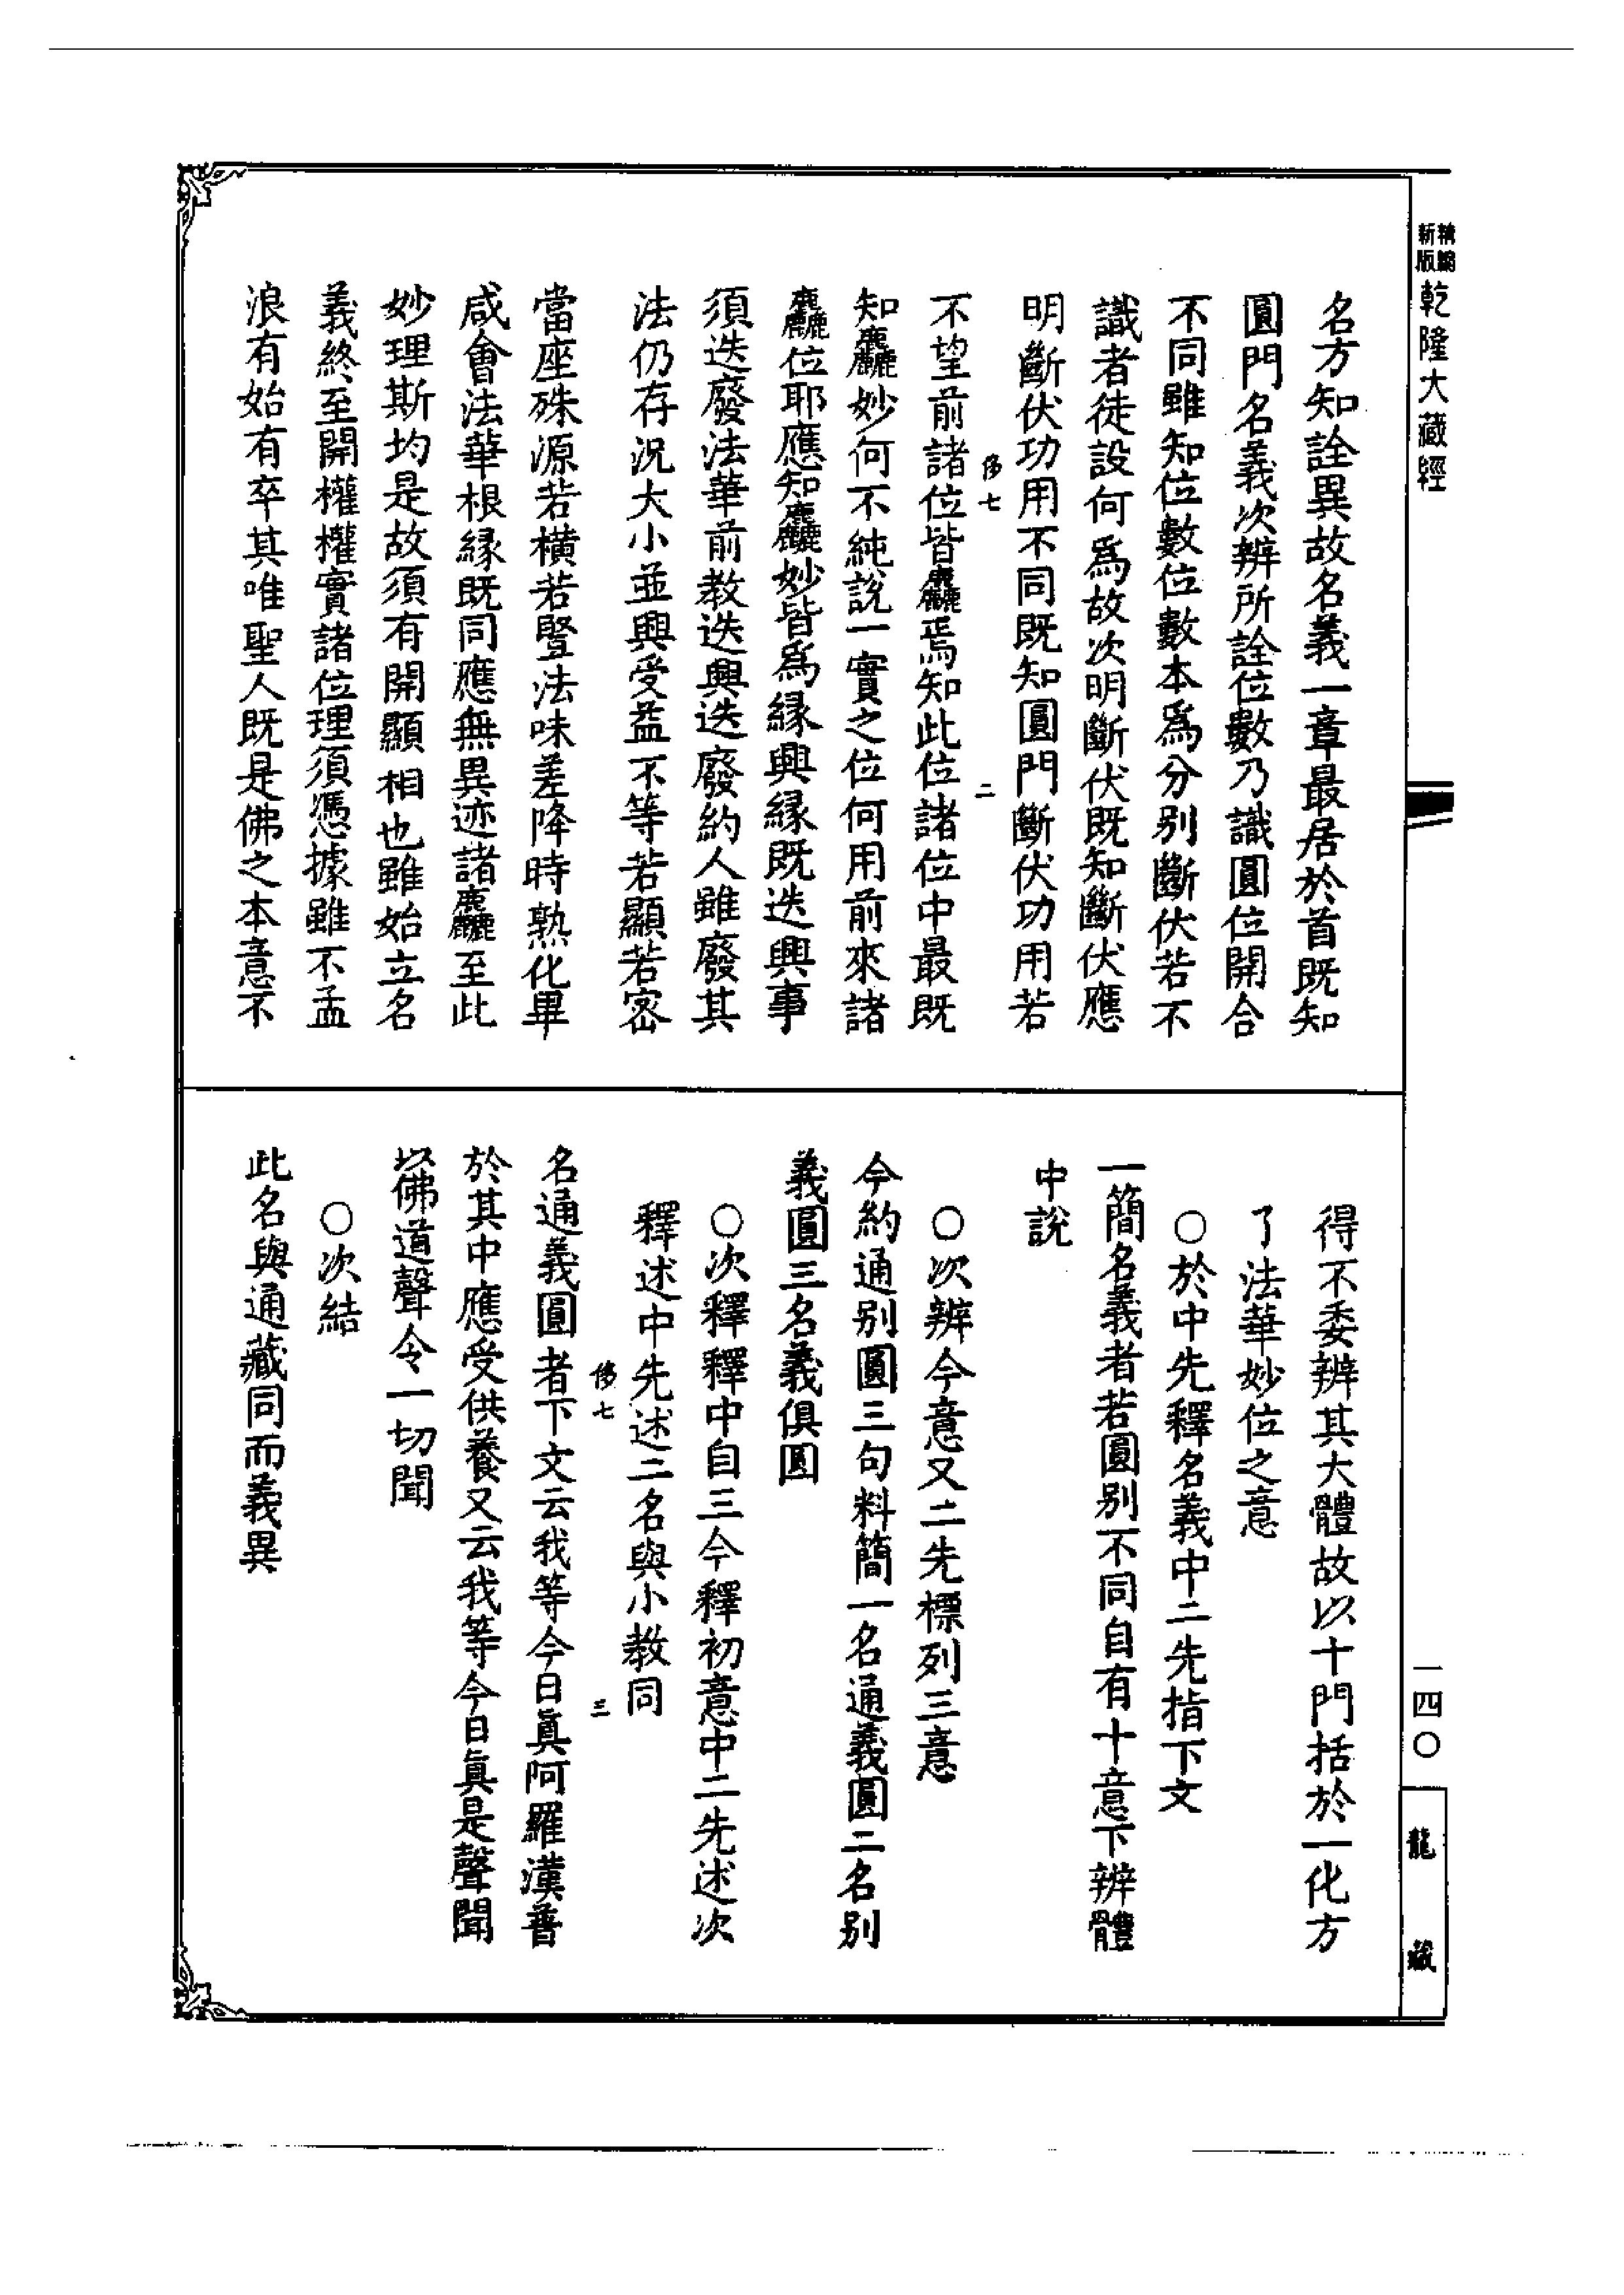 精編
新版
乾隆大藏經
名方知詮異故名義一章最居於首既知
圓門名義次辨所詮位數乃識圓位開合
不同雖知位數位數本爲分别斷伏若不
識者徒設何爲故次明斷伏既知斷伏應
明斷伏功用不同既知圓門斷伏功用若
侈七 二
不望前諸位皆麤焉知此位諸位中最既
知麤妙何不純說一實之位何用前來諸
麤位耶應知麤妙皆爲緣興緣既迭興事
須迭廢法華前教迭興迭廢約人雖廢其
法仍存況大小並興受益不等若顯若密
當座殊源若橫若豎法味差降時熟化畢
咸會法華根緣既同應無異迹諸麤至此
妙理斯均是故須有開顯相也雖始立名
義終至開權權實諸位理須憑據雖不孟
浪有始有卒其唯聖人既是佛之本意不
得不委辨其大體故以十門括於一化方
了法華妙位之意
○於中先釋名義中二先指下文
一簡名義者若圓别不同自有十意下辨體
中說
○次辨今意又二先標列三意
今約通别圓三句料簡一名通義圓二名别
義圓三名義俱圓
○次釋釋中自三今釋初意中二先述次
釋述中先述二名與小教同
侈七 三
名通義圓者下文云我等今日眞阿羅漢普
於其中應受供養又云我等今日眞是聲聞
以佛道聲令一切聞
○次結
此名與通藏同而義異
一四〇
龍藏